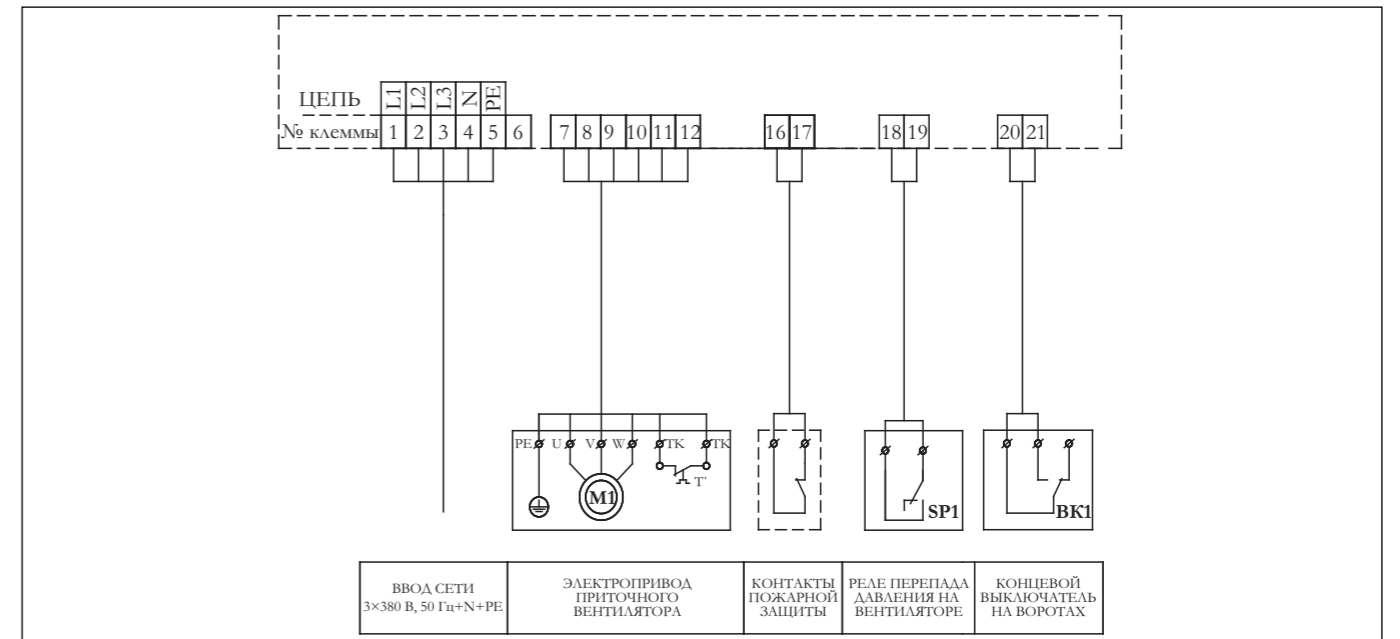 ЦЕПЬ L1 L2 L3 N PE
№ клеммы 1 2 3 4 5 6 7 8 9 10 11 12 16 17 18 19 20 21
PE U V W TK TK
T°
M1
SP1
BK1
ВВОД СЕТИ
3×380 В, 50 Гц+N+PE
ЭЛЕКТРОПРИВОД
ПРИТОЧНОГО
ВЕНТИЛЯТОРА
КОНТАКТЫ
ПОЖАРНОЙ
ЗАЩИТЫ
РЕЛЕ ПЕРЕПАДА
ДАВЛЕНИЯ НА
ВЕНТИЛЯТОРЕ
КОНЦЕВОЙ
ВЫКЛЮЧАТЕЛЬ
НА ВОРОТАХ